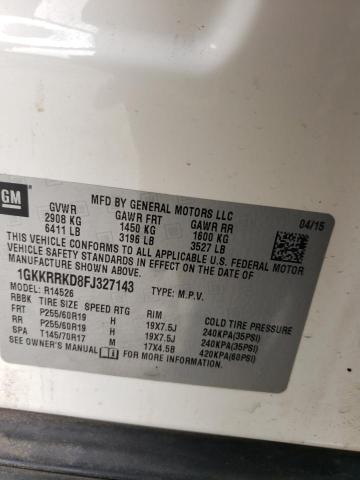 GM
MFD BY GENERAL MOTORS LLC
04/15
GVWR GAWR FRT GAWR RR
2908 KG 1450 KG 1600 KG
6411 LB 3196 LB 3527 LB
THIS VEHICLE CONFORMS TO ALL APPLICABLE U.S. FEDERAL MOTOR
VEHICLE SAFETY STANDARDS IN EFFECT ON THE DATE OF
MANUFACTURE SHOWN ABOVE.
1GKKRRKD8FJ327143 TYPE: M.P.V.
MODEL: R14526
RBBK TIRE SIZE SPEED RTG RIM COLD TIRE PRESSURE
FRT P255/60R19 H 19X7.5J 240KPA(35PSI)
RR P255/60R19 H 19X7.5J 240KPA(35PSI)
SPA T145/70R17 M 17X4.5B 420KPA(60PSI)
SEE OWNER'S MANUAL FOR MORE INFORMATION.